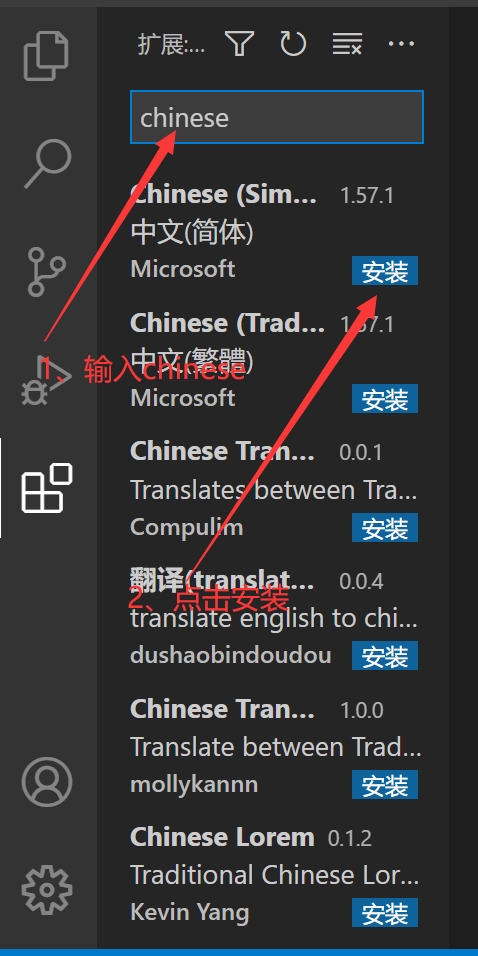 扩展:...
chinese
Chinese (Sim... 1.57.1
中文(简体)
Microsoft 安装
Chinese (Trad... 1.57.1
中文(繁體)
1、输入chinese
Microsoft 安装
Chinese Tran... 0.0.1
Translates between Tra...
Compulim 安装
翻译(translat... 0.0.4
2、点击安装
translate english to chi...
dushaobindoudou 安装
Chinese Tran... 1.0.0
Translate between Trad...
mollykannn 安装
Chinese Lorem 0.1.2
Traditional Chinese Lor...
Kevin Yang 安装